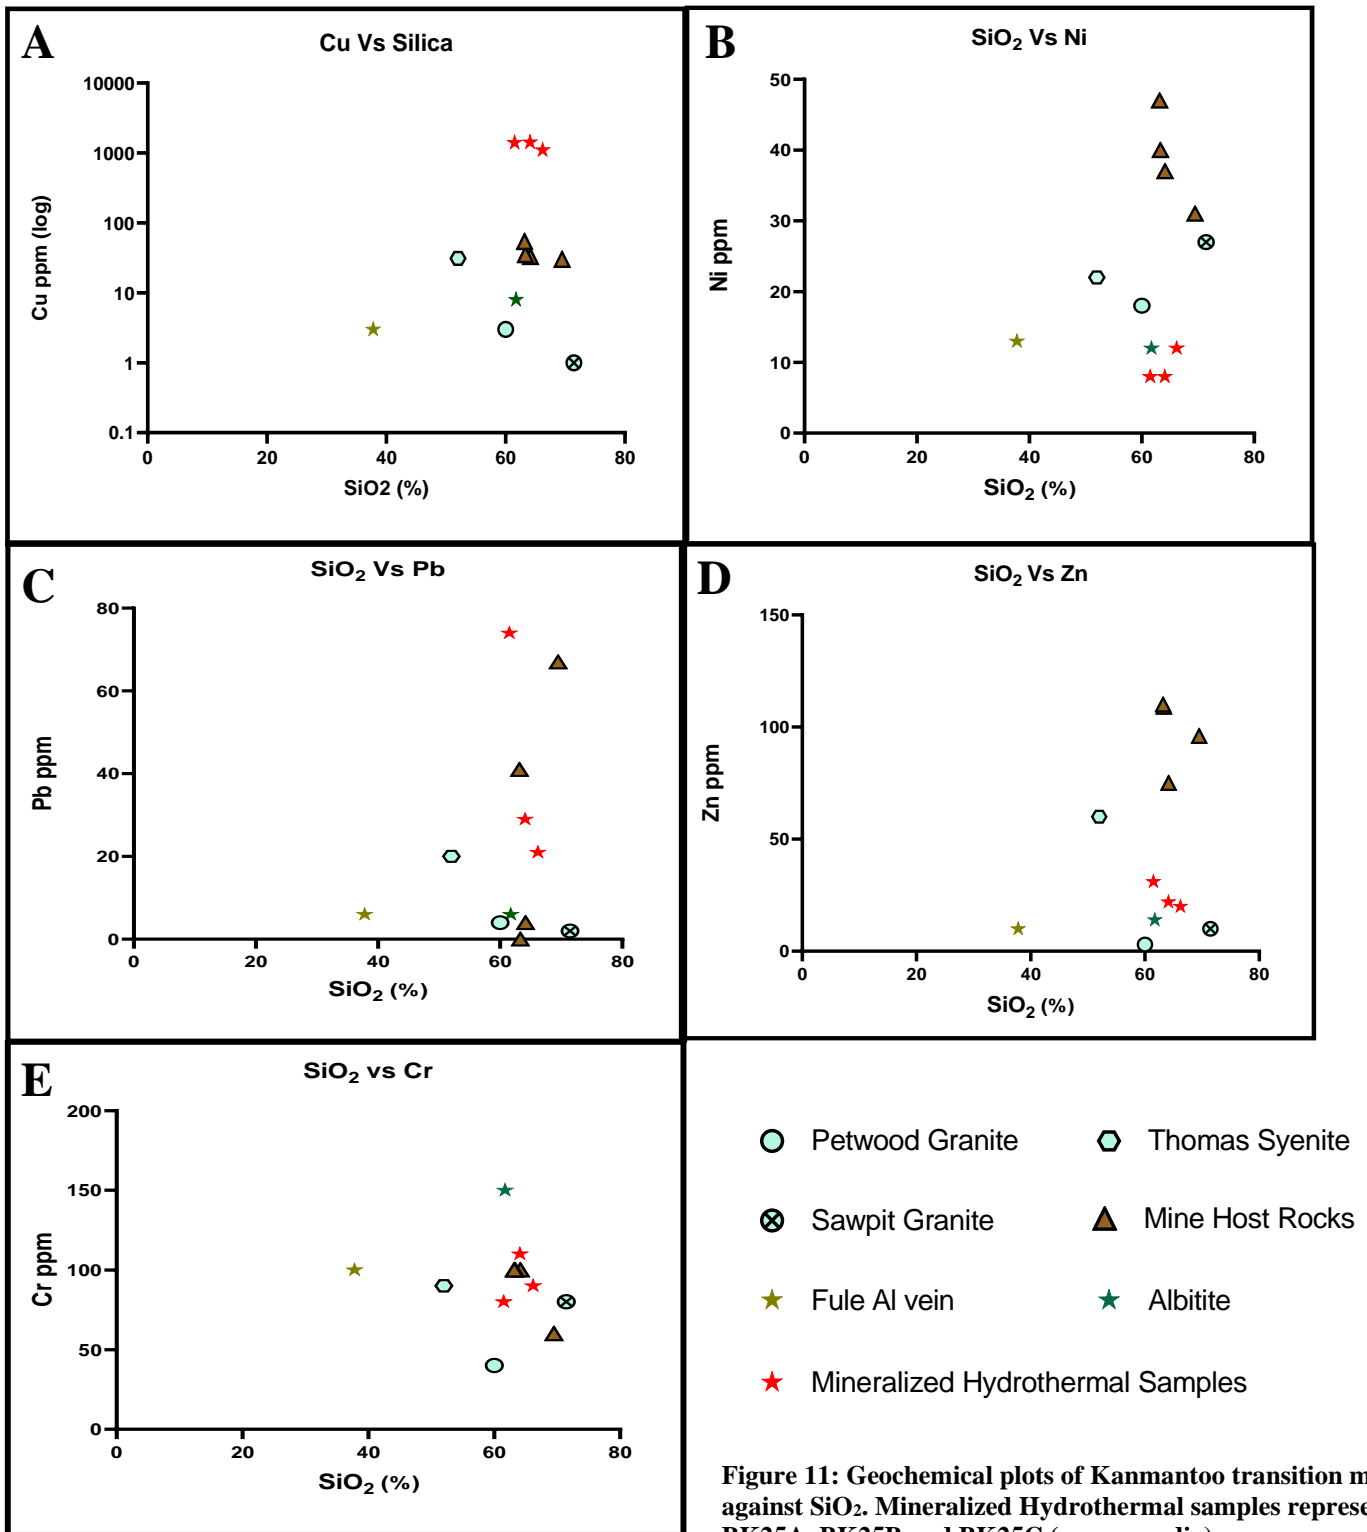 A
Cu Vs Silica
10000
1000
100
10
1
0.1
Cu ppm (log)
0 20 40 60 80
SiO2 (%)
B
SiO₂ Vs Ni
50
40
30
20
10
0
Ni ppm
0 20 40 60 80
SiO₂ (%)
C
SiO₂ Vs Pb
80
60
40
20
0
Pb ppm
0 20 40 60 80
SiO₂ (%)
D
SiO₂ Vs Zn
150
100
50
0
Zn ppm
0 20 40 60 80
SiO₂ (%)
E
SiO₂ vs Cr
200
150
100
50
0
Cr ppm
0 20 40 60 80
SiO₂ (%)
Petwood Granite
Thomas Syenite
Sawpit Granite
Mine Host Rocks
Fule Al vein
Albitite
Mineralized Hydrothermal Samples
Figure 11: Geochemical plots of Kanmantoo transition
against SiO₂. Mineralized Hydrothermal samples